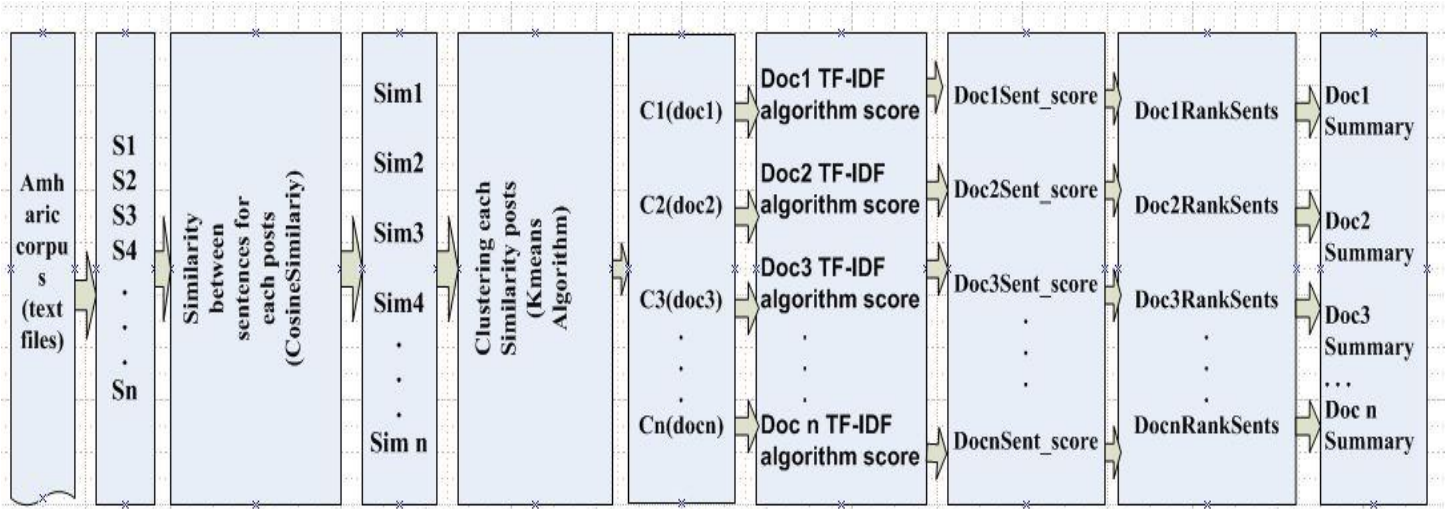 Amh
aric
corpu
s
(text
files)
S1
S2
S3
S4
.
.
.
Sn
Similarity
between
sentences for
each posts
(CosineSimilariy)
Sim1
Sim2
Sim3
Sim4
.
.
.
Sim n
Clustering each
Similarity posts
(Kmeans
Algorithm)
C1(doc1)
C2(doc2)
C3(doc3)
.
.
.
Cn(docn)
Doc1 TF-IDF
algorithm score
Doc2 TF-IDF
algorithm score
Doc3 TF-IDF
algorithm score
.
.
.
Doc n TF-IDF
algorithm score
Doc1Sent_score
Doc2Sent_score
Doc3Sent_score
.
.
.
DocnSent_score
Doc1RankSents
Doc2RankSents
Doc3RankSents
.
.
.
DocnRankSents
Doc1
Summary
Doc2
Summary
Doc3
Summary
...
Doc n
Summary